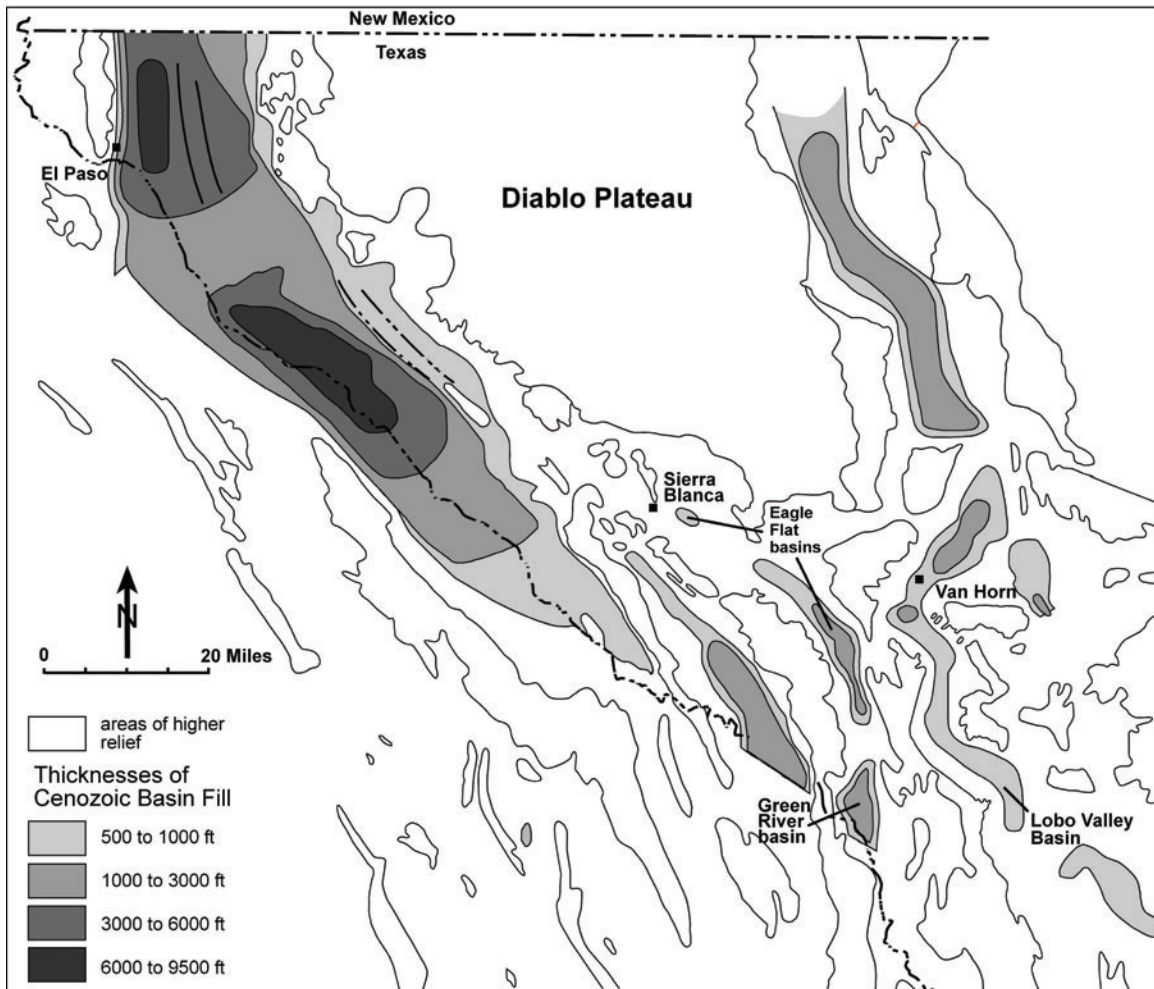 New Mexico
Texas
El Paso
Diablo Plateau
Sierra
Blanca
Eagle
Flat
basins
Van Horn
N
0
20 Miles
Green
River
basin
Lobo Valley
Basin
areas of higher
relief
Thicknesses of
Cenozoic Basin Fill
500 to 1000 ft
1000 to 3000 ft
3000 to 6000 ft
6000 to 9500 ft